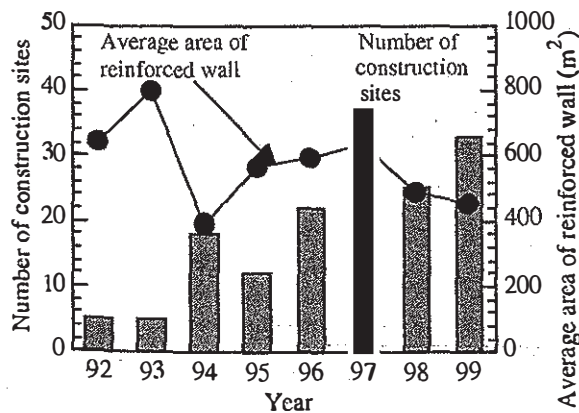 50
40
30
20
10
0
Number of construction sites
Average area of
reinforced wall
Number of
construction
sites
1000
800
600
400
200
0
Average area of reinforced wall (m²)
92 93 94 95 96 97 98 99
Year